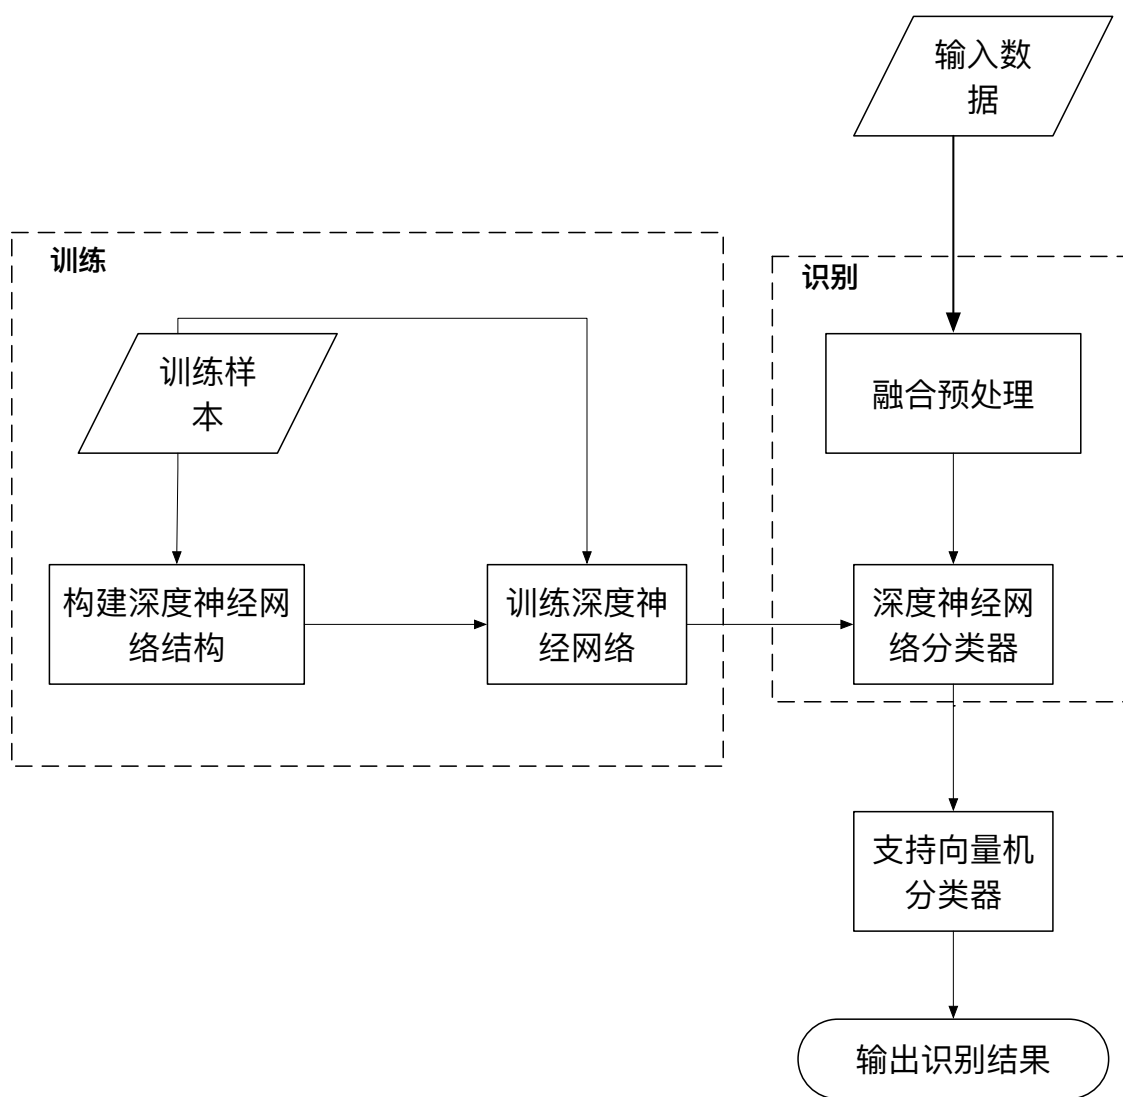 输入数
据
训练
识别
训练样
本
融合预处理
构建深度神经网
络结构
训练深度神
经网络
深度神经网
络分类器
支持向量机
分类器
输出识别结果